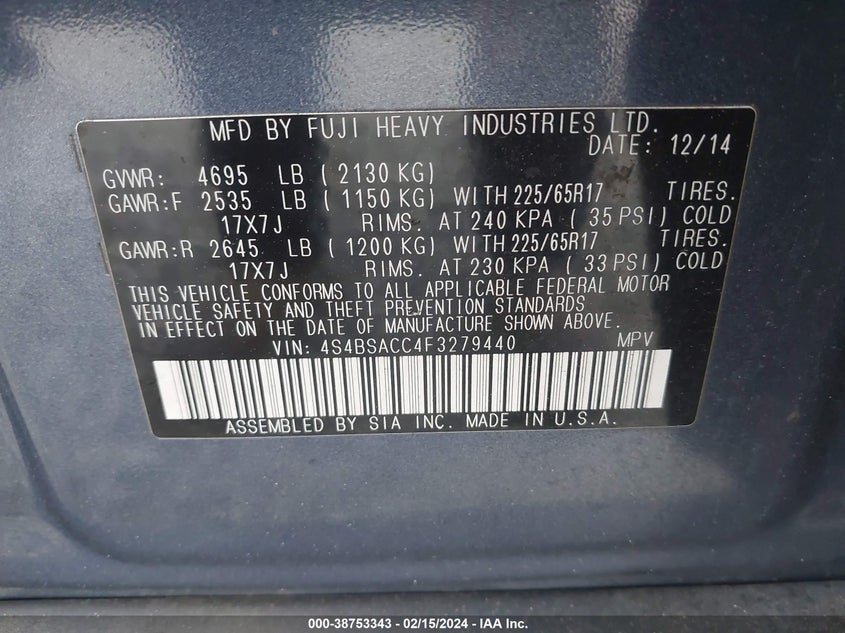 MFD BY FUJI HEAVY INDUSTRIES LTD.
DATE: 12/14
GVWR: 4695 LB ( 2130 KG)
GAWR:F 2535 LB ( 1150 KG) WITH 225/65R17 TIRES.
17X7J RIMS. AT 240 KPA ( 35 PSI) COLD
GAWR:R 2645 LB ( 1200 KG) WITH 225/65R17 TIRES.
17X7J RIMS. AT 230 KPA ( 33 PSI) COLD
THIS VEHICLE CONFORMS TO ALL APPLICABLE FEDERAL MOTOR
VEHICLE SAFETY AND THEFT PREVENTION STANDARDS
IN EFFECT ON THE DATE OF MANUFACTURE SHOWN ABOVE.
VIN: 4S4BSACC4F3279440 MPV
ASSEMBLED BY SIA INC. MADE IN U.S.A.
000-38753343 - 02/15/2024 - © IAA Inc.